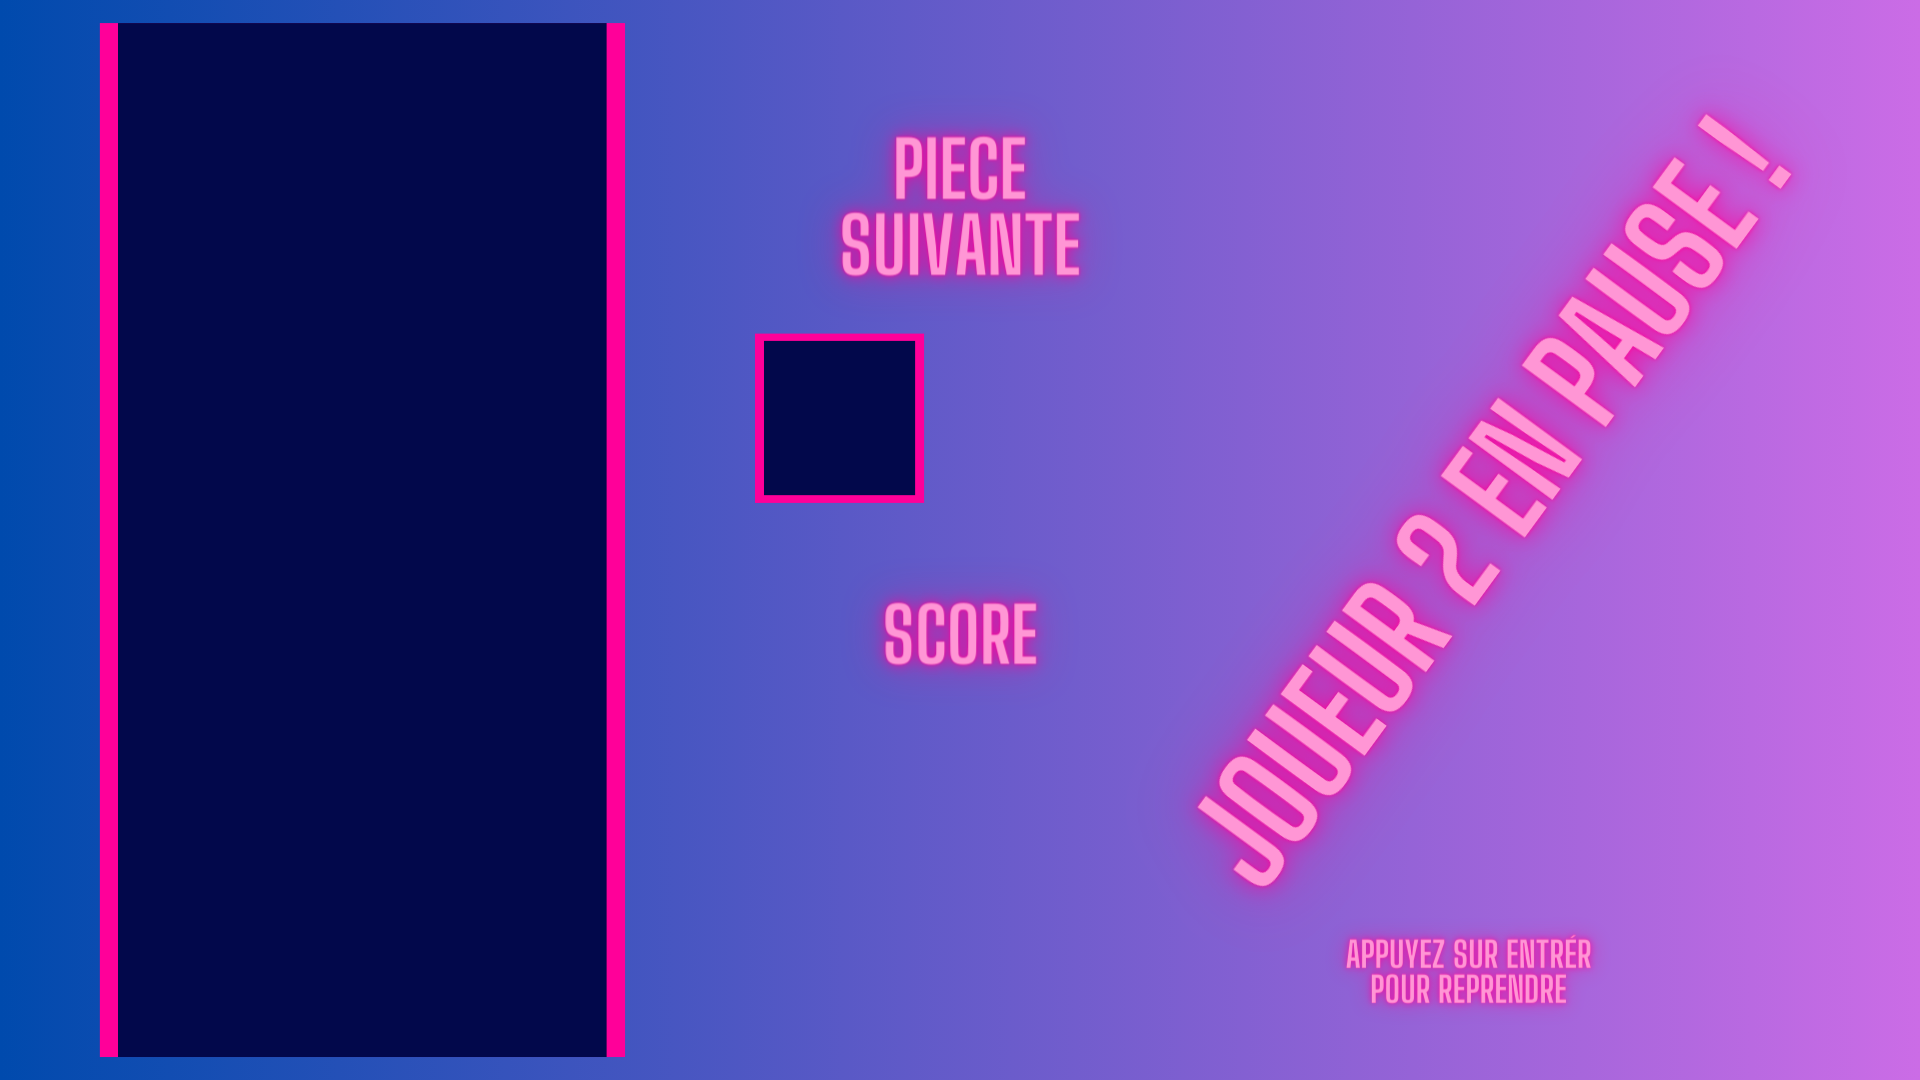 PIECE
SUIVANTE
SCORE
JOUEUR 2 EN PAUSE !
APPUYEZ SUR ENTRÉR
POUR REPRENDRE